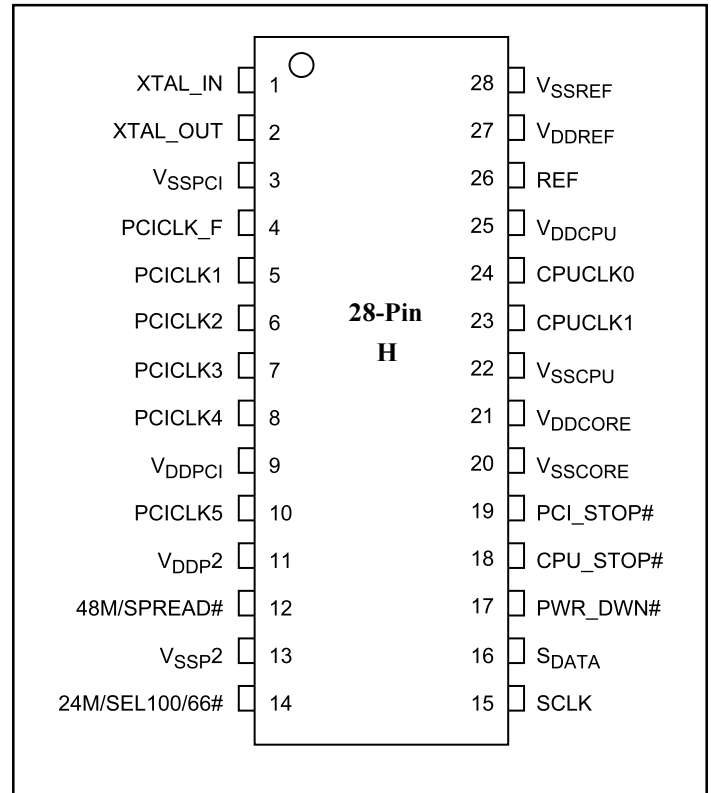 XTAL_IN 1 28 VSSREF
XTAL_OUT 2 27 VDDREF
VSSPCI 3 26 REF
PCICLK_F 4 25 VDDCPU
PCICLK1 5 24 CPUCLK0
PCICLK2 6 28-Pin 23 CPUCLK1
H
PCICLK3 7 22 VSSCPU
PCICLK4 8 21 VDDCORE
VDDPCI 9 20 VSSCORE
PCICLK5 10 19 PCI_STOP#
VDDP2 11 18 CPU_STOP#
48M/SPREAD# 12 17 PWR_DWN#
VSSP2 13 16 SDATA
24M/SEL100/66# 14 15 SCLK